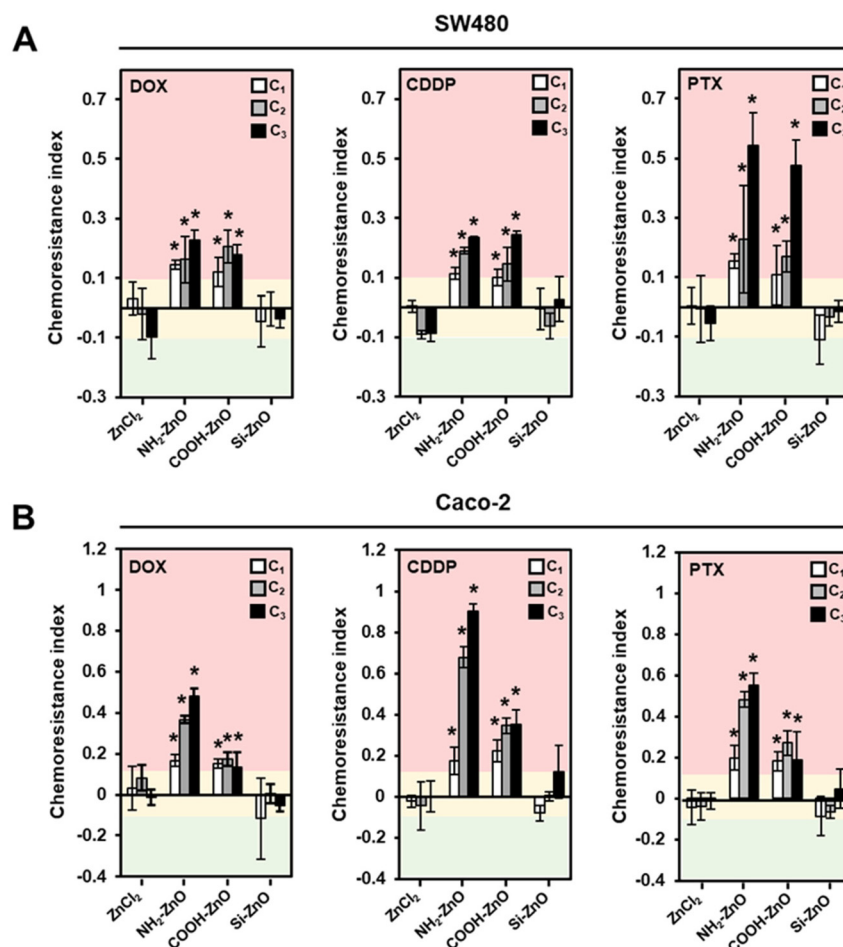 A
SW480
DOX
C₁
C₂
C₃
Chemoresistance index
0.7
0.5
0.3
0.1
-0.1
-0.3
ZnCl₂
NH₂-ZnO
COOH-ZnO
Si-ZnO
CDDP
C₁
C₂
C₃
Chemoresistance index
0.7
0.5
0.3
0.1
-0.1
-0.3
ZnCl₂
NH₂-ZnO
COOH-ZnO
Si-ZnO
PTX
C
C
Chemoresistance index
0.7
0.5
0.3
0.1
-0.1
-0.3
ZnCl₂
NH₂-ZnO
COOH-ZnO
Si-ZnO
B
Caco-2
DOX
C₁
C₂
C₃
Chemoresistance index
1.2
1
0.8
0.6
0.4
0.2
0
-0.2
-0.4
ZnCl₂
NH₂-ZnO
COOH-ZnO
Si-ZnO
CDDP
C₁
C₂
C₃
Chemoresistance index
1.2
1
0.8
0.6
0.4
0.2
0
-0.2
-0.4
ZnCl₂
NH₂-ZnO
COOH-ZnO
Si-ZnO
PTX
C₁
C₂
C₃
Chemoresistance index
1.2
1
0.8
0.6
0.4
0.2
0
-0.2
-0.4
ZnCl₂
NH₂-ZnO
COOH-ZnO
Si-ZnO